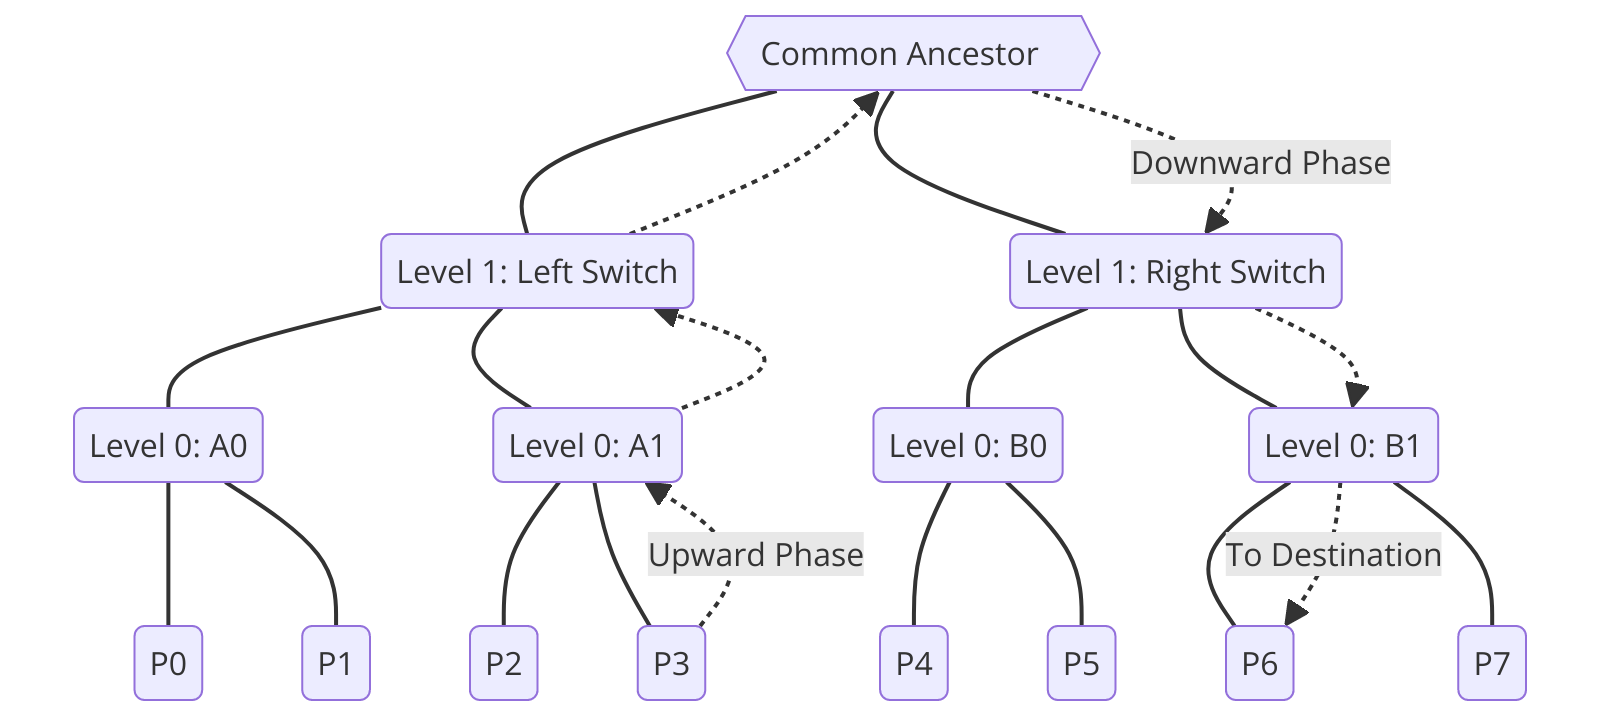 Common Ancestor
Downward Phase
Level 1: Left Switch
Level 1: Right Switch
Level 0: A0
Level 0: A1
Level 0: B0
Level 0: B1
Upward Phase
To Destination
P0
P1
P2
P3
P4
P5
P6
P7